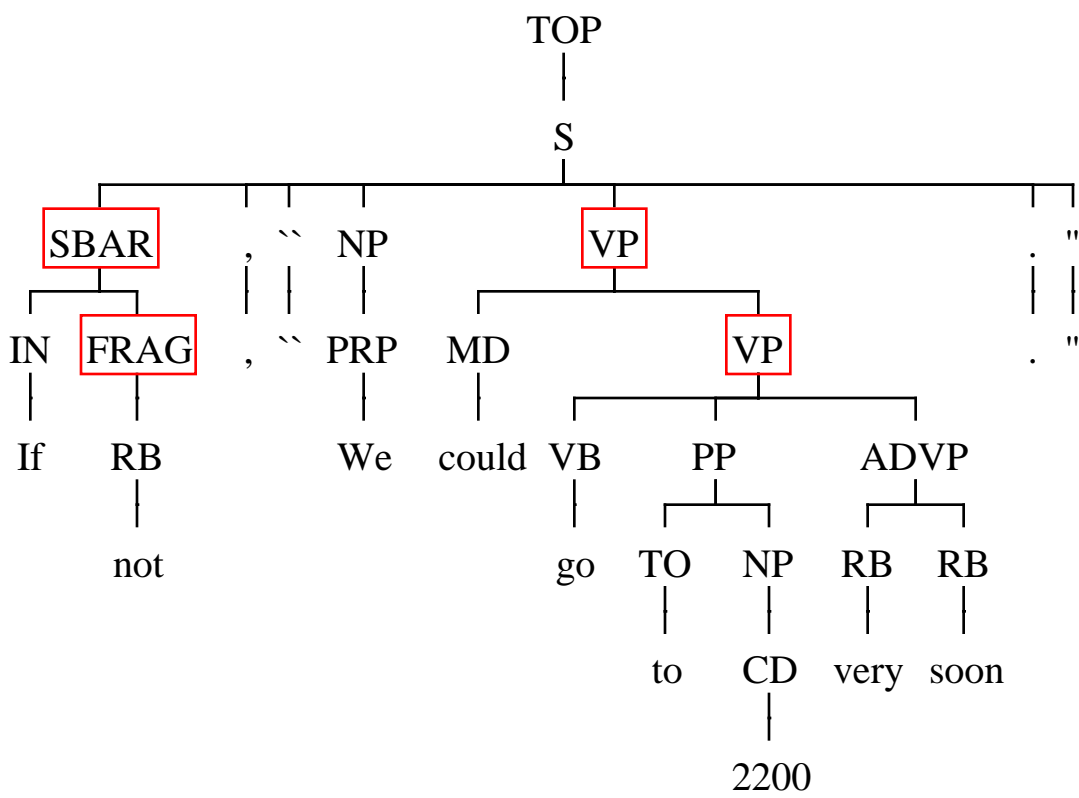 TOP
S
SBAR , `` NP VP . "
IN FRAG , `` PRP MD VP . "
If RB We could VB PP ADVP
not go TO NP RB RB
to CD very soon
2200